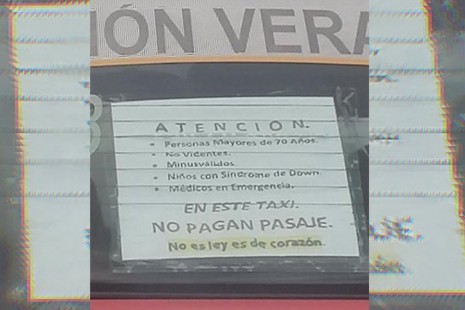 IÓN VERA
ATENCION.
• Personas Mayores de 70 Años.
• No Videntes.
• Minusválidos.
• Niños con Síndrome de Down.
• Médicos en Emergencia.
EN ESTE TAXI.
NO PAGAN PASAJE.
No es ley es de corazón.